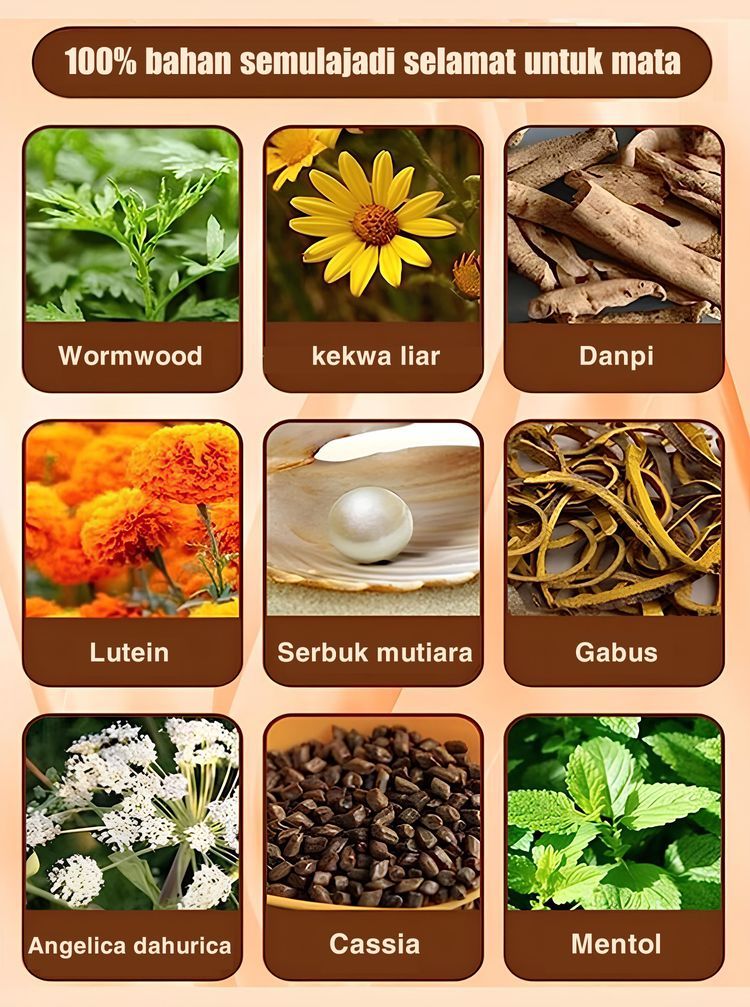 100% bahan semulajadi selamat untuk mata
Wormwood
kekwa liar
Danpi
Lutein
Serbuk mutiara
Gabus
Angelica dahurica
Cassia
Mentol